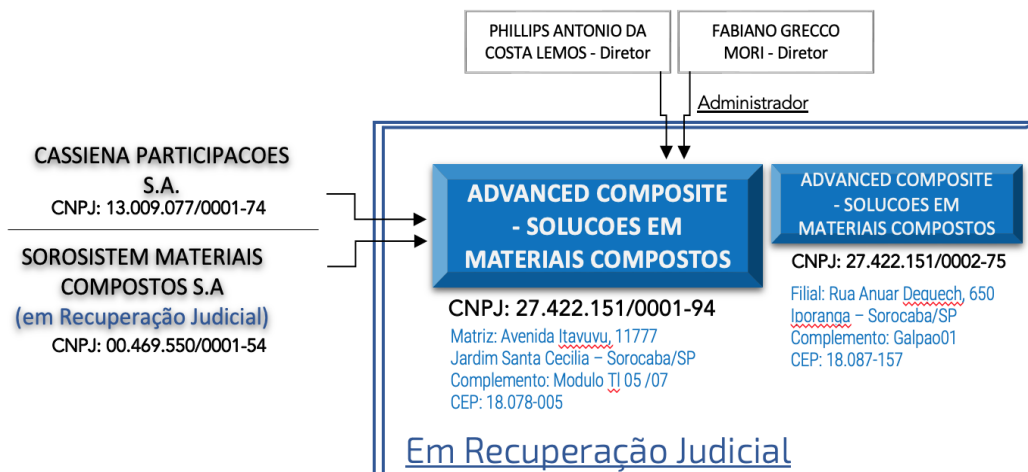 PHILLIPS ANTONIO DA
COSTA LEMOS - Diretor
FABIANO GRECCO
MORI - Diretor
Administrador
CASSIENA PARTICIPACOES
S.A.
CNPJ: 13.009.077/0001-74
SOROSISTEM MATERIAIS
COMPOSTOS S.A
(em Recuperação Judicial)
CNPJ: 00.469.550/0001-54
ADVANCED COMPOSITE
- SOLUCOES EM
MATERIAIS COMPOSTOS
CNPJ: 27.422.151/0001-94
Matriz: Avenida Itavuvu, 11777
Jardim Santa Cecilia – Sorocaba/SP
Complemento: Modulo Tl 05 /07
CEP: 18.078-005
ADVANCED COMPOSITE
- SOLUCOES EM
MATERIAIS COMPOSTOS
CNPJ: 27.422.151/0002-75
Filial: Rua Anuar Dequech, 650
Iporanga – Sorocaba/SP
Complemento: Galpao01
CEP: 18.087-157
Em Recuperação Judicial